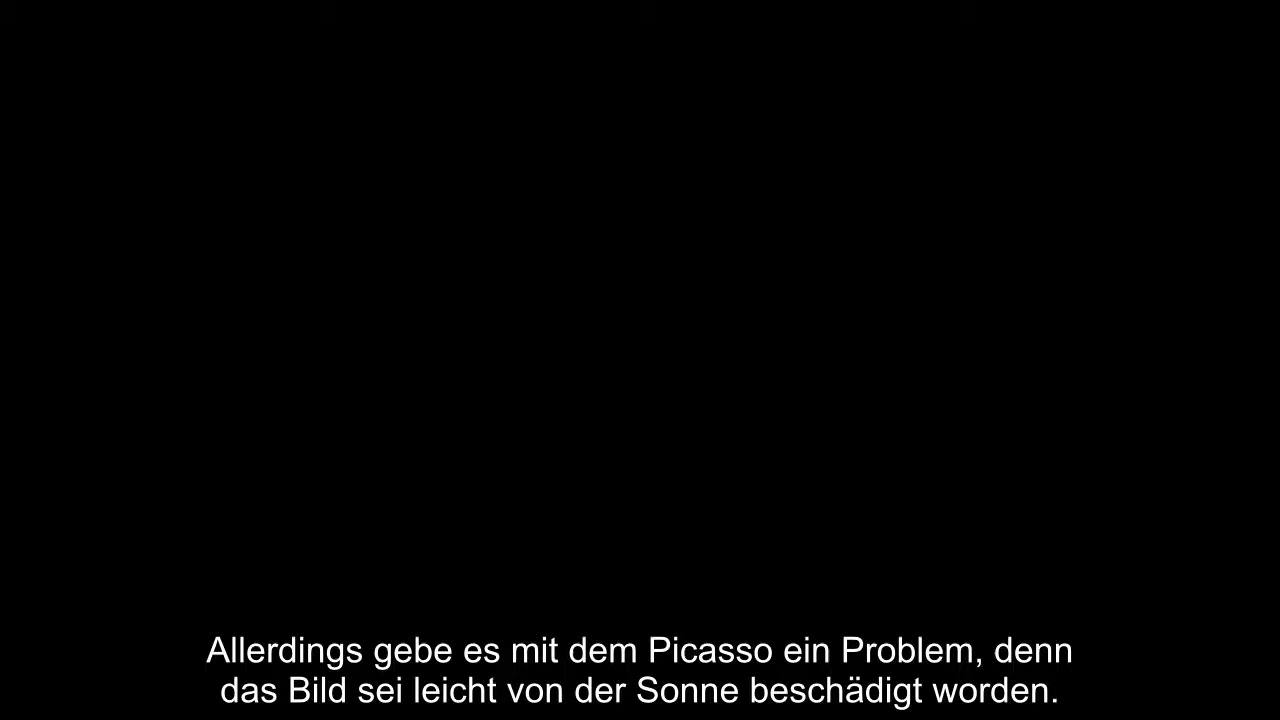 Allerdings gebe es mit dem Picasso ein Problem, denn
das Bild sei leicht von der Sonne beschädigt worden.